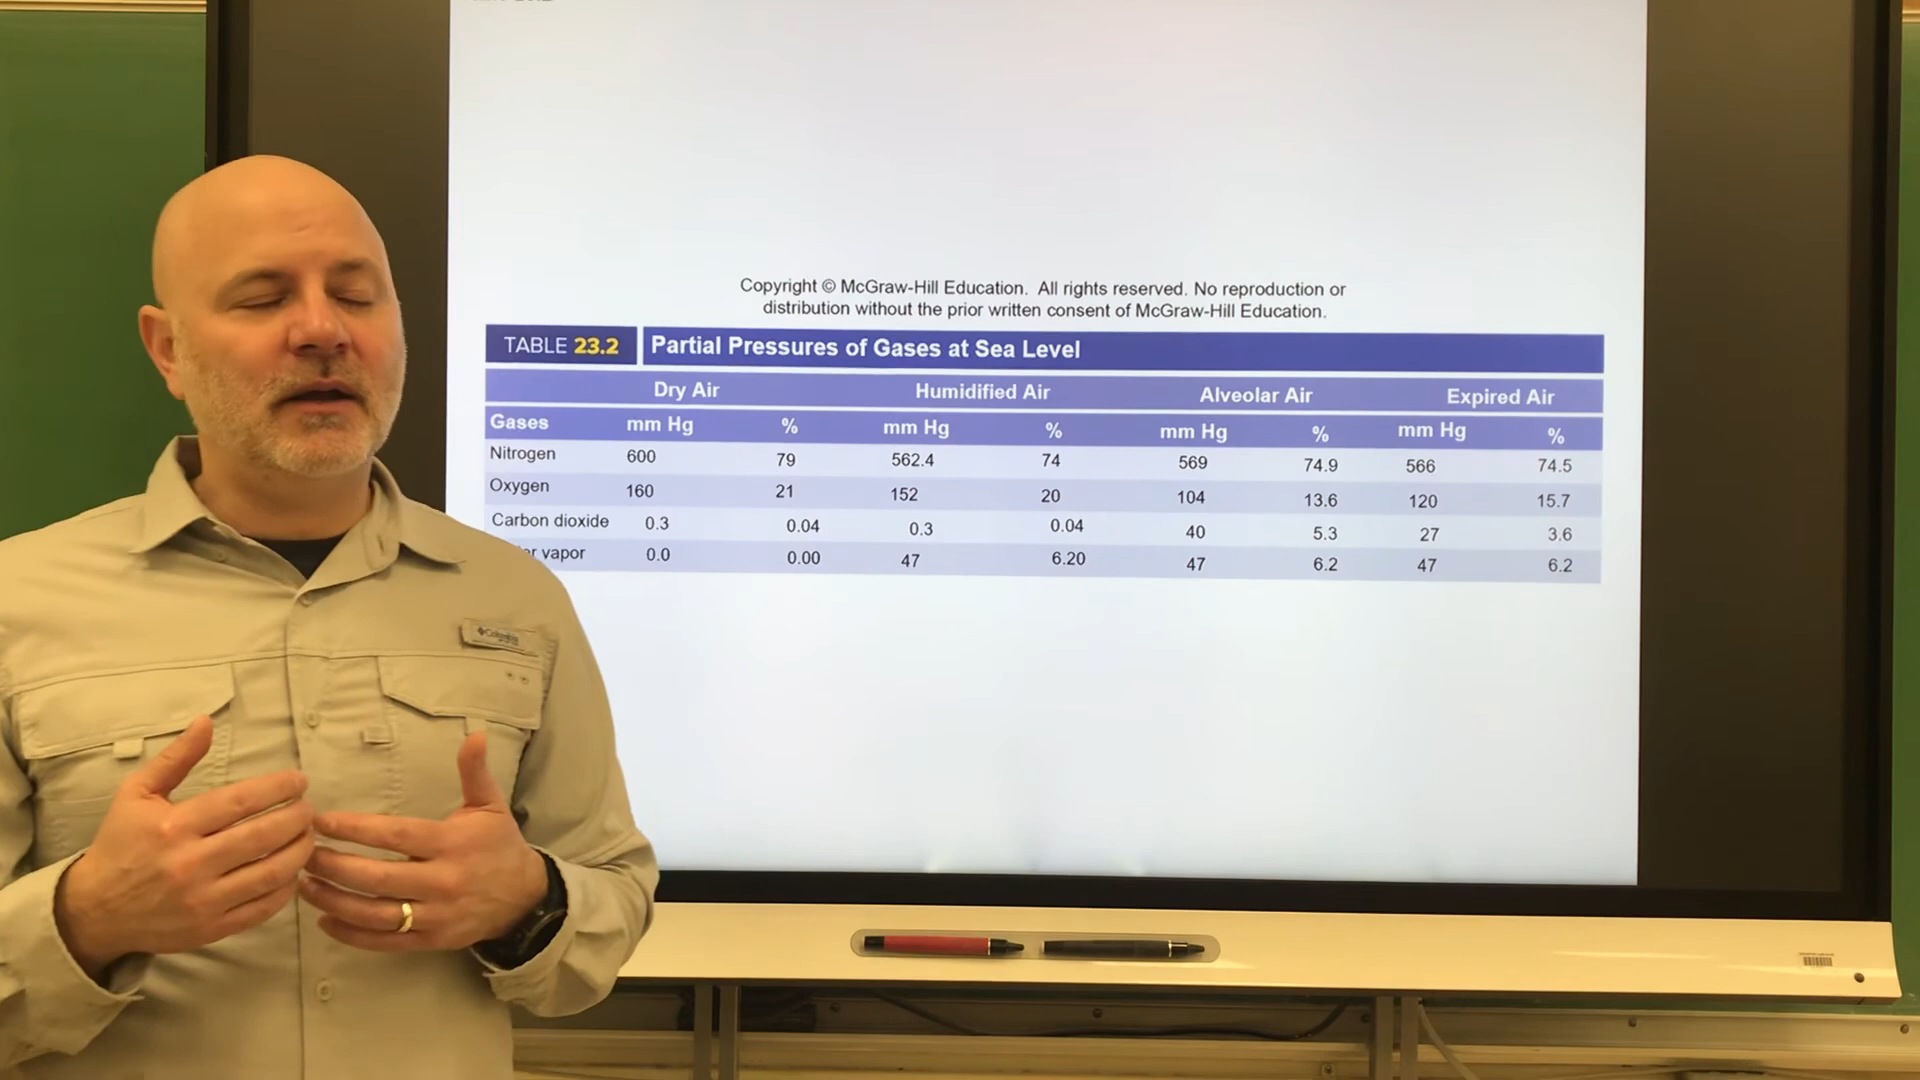 Copyright © McGraw-Hill Education. All rights reserved. No reproduction or
distribution without the prior written consent of McGraw-Hill Education.
TABLE 23.2 Partial Pressures of Gases at Sea Level
Dry Air Humidified Air Alveolar Air Expired Air
Gases mm Hg % mm Hg % mm Hg % mm Hg %
Nitrogen 600 79 562.4 74 569 74.9 566 74.5
Oxygen 160 21 152 20 104 13.6 120 15.7
Carbon dioxide 0.3 0.04 0.3 0.04 40 5.3 27 3.6
vapor 0.0 0.00 47 6.20 47 6.2 47 6.2
Columbia